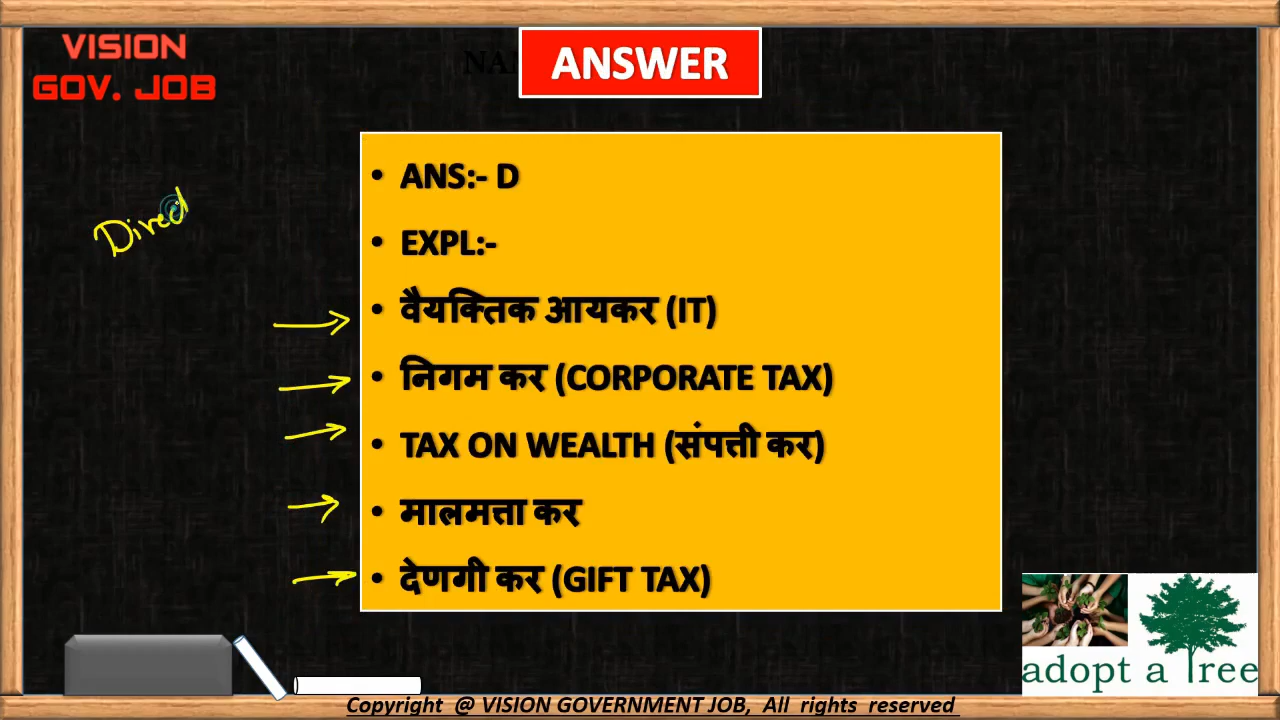 VISION
GOV. JOB
ANSWER
Direct
• ANS:- D
• EXPL:-
• वैयक्तिक आयकर (IT)
• निगम कर (CORPORATE TAX)
• TAX ON WEALTH (संपत्ती कर)
• मालमत्ता कर
• देणगी कर (GIFT TAX)
adopt a Tree
Copyright @ VISION GOVERNMENT JOB, All rights reserved